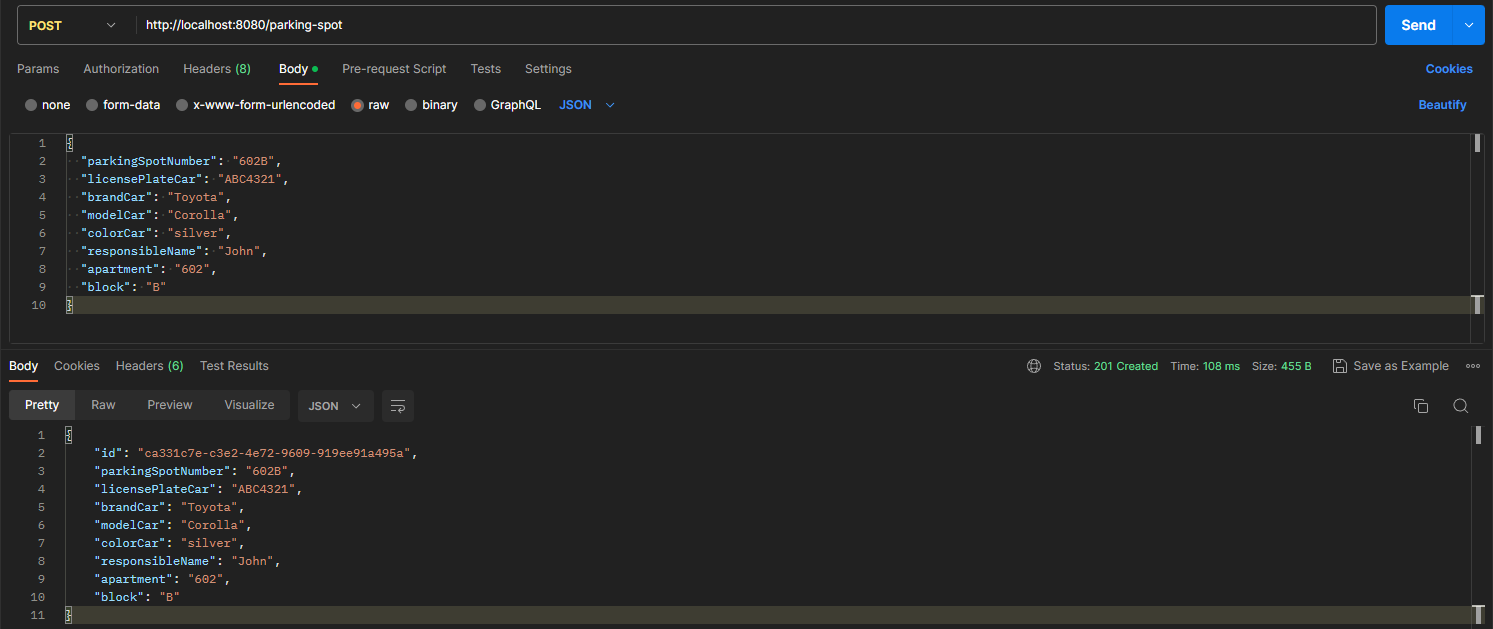 POST http://localhost:8080/parking-spot Send
Params Authorization Headers (8) Body Pre-request Script Tests Settings Cookies
none form-data x-www-form-urlencoded raw binary GraphQL JSON Beautify
1 {
2 "parkingSpotNumber": "602B",
3 "licensePlateCar": "ABC4321",
4 "brandCar": "Toyota",
5 "modelCar": "Corolla",
6 "colorCar": "silver",
7 "responsibleName": "John",
8 "apartment": "602",
9 "block": "B"
10 }
Body Cookies Headers (6) Test Results Status: 201 Created Time: 108 ms Size: 455 B Save as Example
Pretty Raw Preview Visualize JSON
1 {
2 "id": "ca331c7e-c3e2-4e72-9609-919ee91a495a",
3 "parkingSpotNumber": "602B",
4 "licensePlateCar": "ABC4321",
5 "brandCar": "Toyota",
6 "modelCar": "Corolla",
7 "colorCar": "silver",
8 "responsibleName": "John",
9 "apartment": "602",
10 "block": "B"
11 }